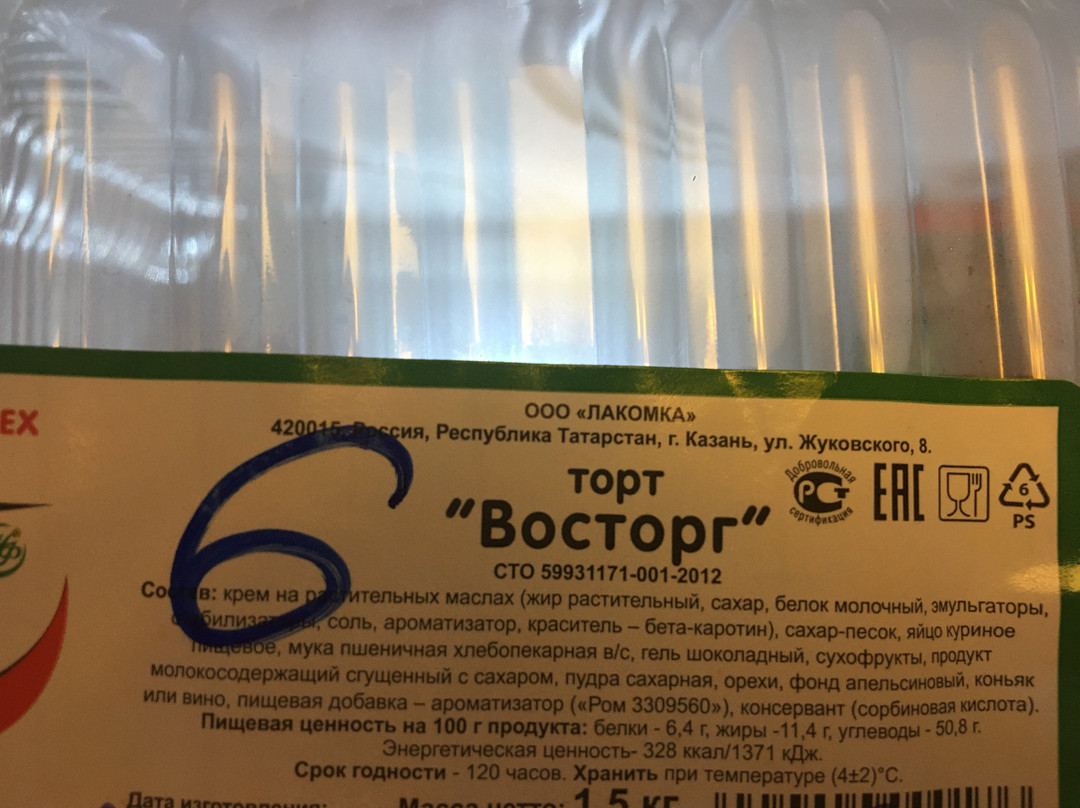 ЕХ
ООО «ЛАКОМКА»
420015, Россия, Республика Татарстан, г. Казань, ул. Жуковского, 8.
торт
"Восторг"
Добровольная
РСТ
сертификация
ЕАС
6
PS
СТО 59931171-001-2012
6
Состав: крем на растительных маслах (жир растительный, сахар, белок молочный, эмульгаторы,
стабилизаторы, соль, ароматизатор, краситель – бета-каротин), сахар-песок, яйцо куриное
пищевое, мука пшеничная хлебопекарная в/с, гель шоколадный, сухофрукты, продукт
молокосодержащий сгущенный с сахаром, пудра сахарная, орехи, фонд апельсиновый, коньяк
или вино, пищевая добавка – ароматизатор («Ром 3309560»), консервант (сорбиновая кислота).
Пищевая ценность на 100 г продукта: белки - 6,4 г, жиры -11,4 г, углеводы - 50,8 г.
Энергетическая ценность- 328 ккал/1371 кДж.
Срок годности - 120 часов. Хранить при температуре (4±2)°С.
Дата изготовления: Масса нетто: 1,5 кг